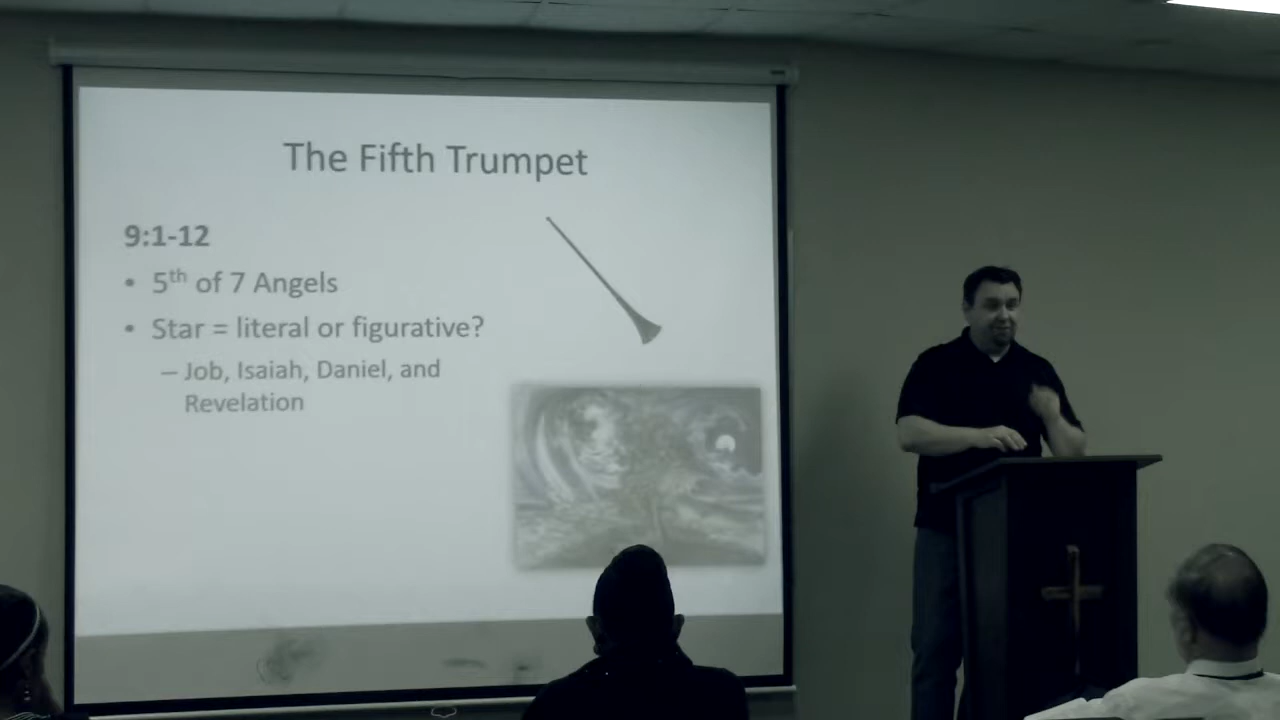 The Fifth Trumpet
9:1-12
• 5th of 7 Angels
• Star = literal or figurative?
– Job, Isaiah, Daniel, and
Revelation